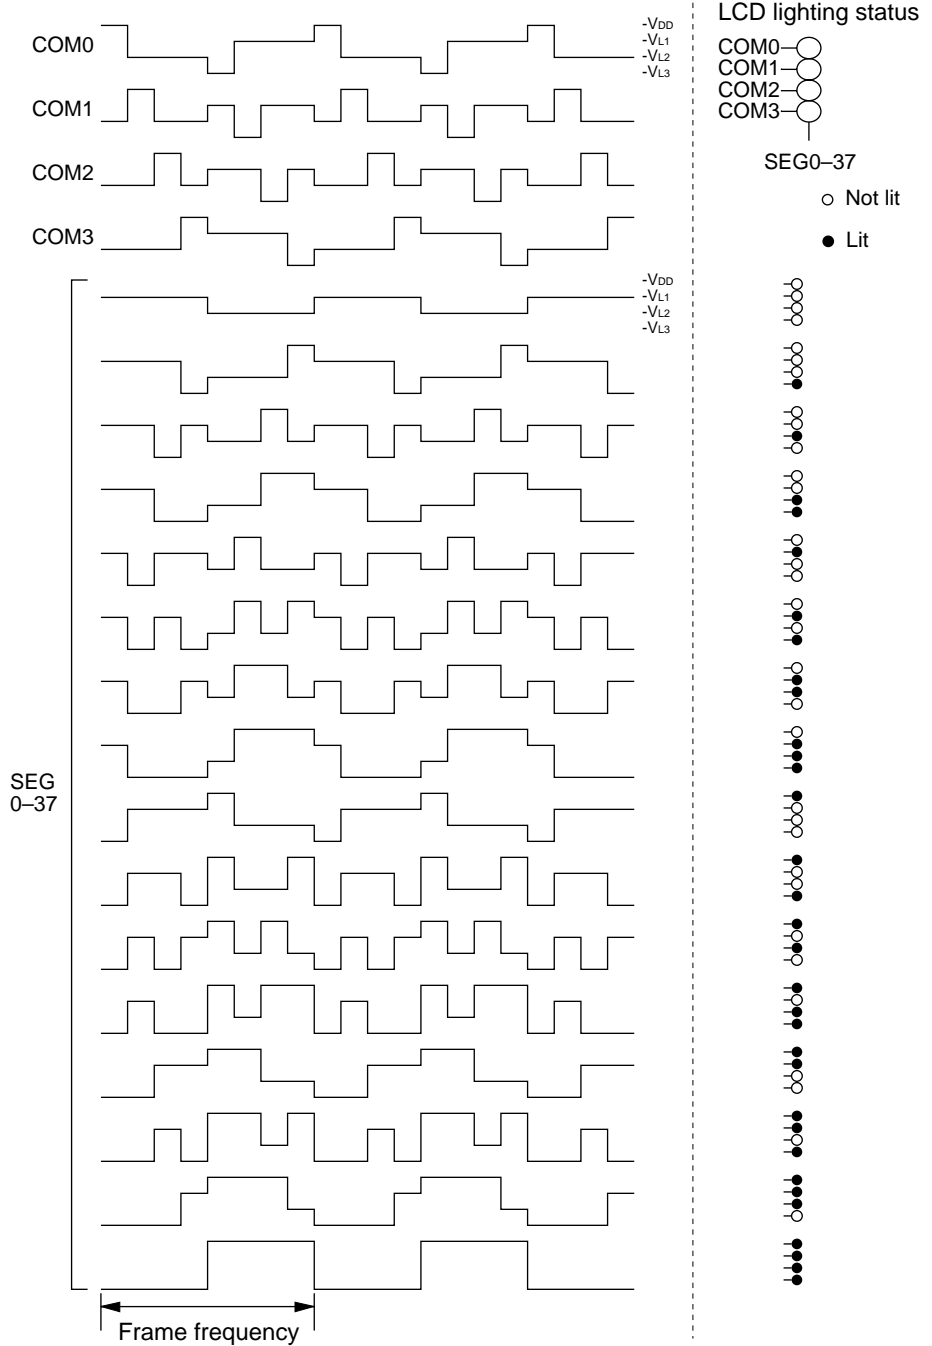 LCD lighting status
COM0
-VDD
-VL1
-VL2
-VL3
COM0
COM1
COM2
COM3
COM1
SEG0–37
COM2
Not lit
COM3
Lit
-VDD
-VL1
-VL2
-VL3
SEG
0–37
Frame frequency